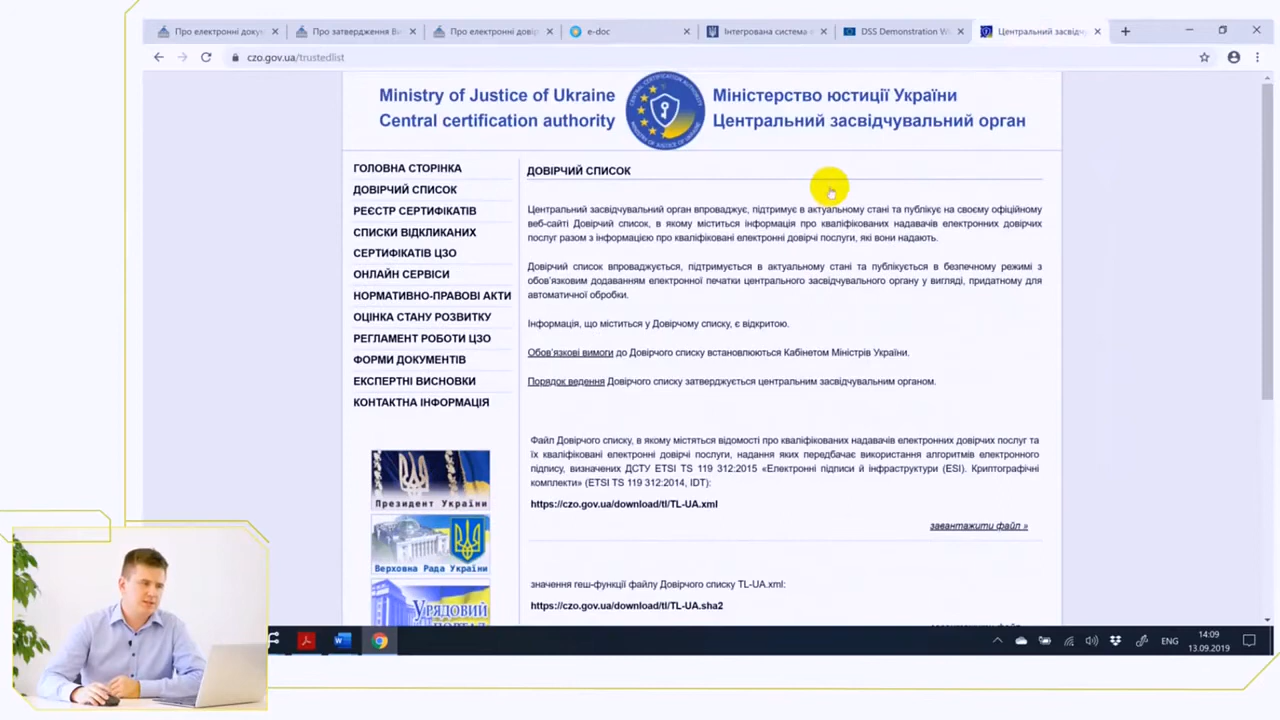 Про електронні доку
Про затвердження Ви
Про електронні довір
e-doc
Інтегрована система
DSS Demonstration W
Центральний засвідчу
czo.gov.ua/trustedlist
Ministry of Justice of Ukraine
Central certification authority
Міністерство юстиції України
Центральний засвідчувальний орган
ГОЛОВНА СТОРІНКА
ДОВІРЧИЙ СПИСОК
РЕЄСТР СЕРТИФІКАТІВ
СПИСКИ ВІДКЛИКАНИХ
СЕРТИФІКАТІВ ЦЗО
ОНЛАЙН СЕРВІСИ
НОРМАТИВНО-ПРАВОВІ АКТИ
ОЦІНКА СТАНУ РОЗВИТКУ
РЕГЛАМЕНТ РОБОТИ ЦЗО
ФОРМИ ДОКУМЕНТІВ
ЕКСПЕРТНІ ВИСНОВКИ
КОНТАКТНА ІНФОРМАЦІЯ
Президент України
Верховна Рада України
Урядовий
ДОВІРЧИЙ СПИСОК
Центральний засвідчувальний орган впроваджує, підтримує в актуальному стані та публікує на своєму офіційному
веб-сайті Довірчий список, в якому міститься інформація про кваліфікованих надавачів електронних довірчих
послуг разом з інформацією про кваліфіковані електронні довірчі послуги, які вони надають.
Довірчий список впроваджується, підтримується в актуальному стані та публікується в безпечному режимі з
обов'язковим додаванням електронної печатки центрального засвідчувального органу у вигляді, придатному для
автоматичної обробки.
Інформація, що міститься у Довірчому списку, є відкритою.
Обов'язкові вимоги до Довірчого списку встановлюються Кабінетом Міністрів України.
Порядок ведення Довірчого списку затверджується центральним засвідчувальним органом.
Файл Довірчого списку, в якому містяться відомості про кваліфікованих надавачів електронних довірчих послуг та
їх кваліфіковані електронні довірчі послуги, надання яких передбачає використання алгоритмів електронного
підпису, визначених ДСТУ ETSI TS 119 312:2015 «Електронні підписи й інфраструктури (ESI). Криптографічні
комплекти» (ETSI TS 119 312:2014, IDT):
https://czo.gov.ua/download/tl/TL-UA.xml
завантажити файл »
значення геш-функції файлу Довірчого списку TL-UA.xml:
https://czo.gov.ua/download/tl/TL-UA.sha2
ENG
14:09
13.09.2019